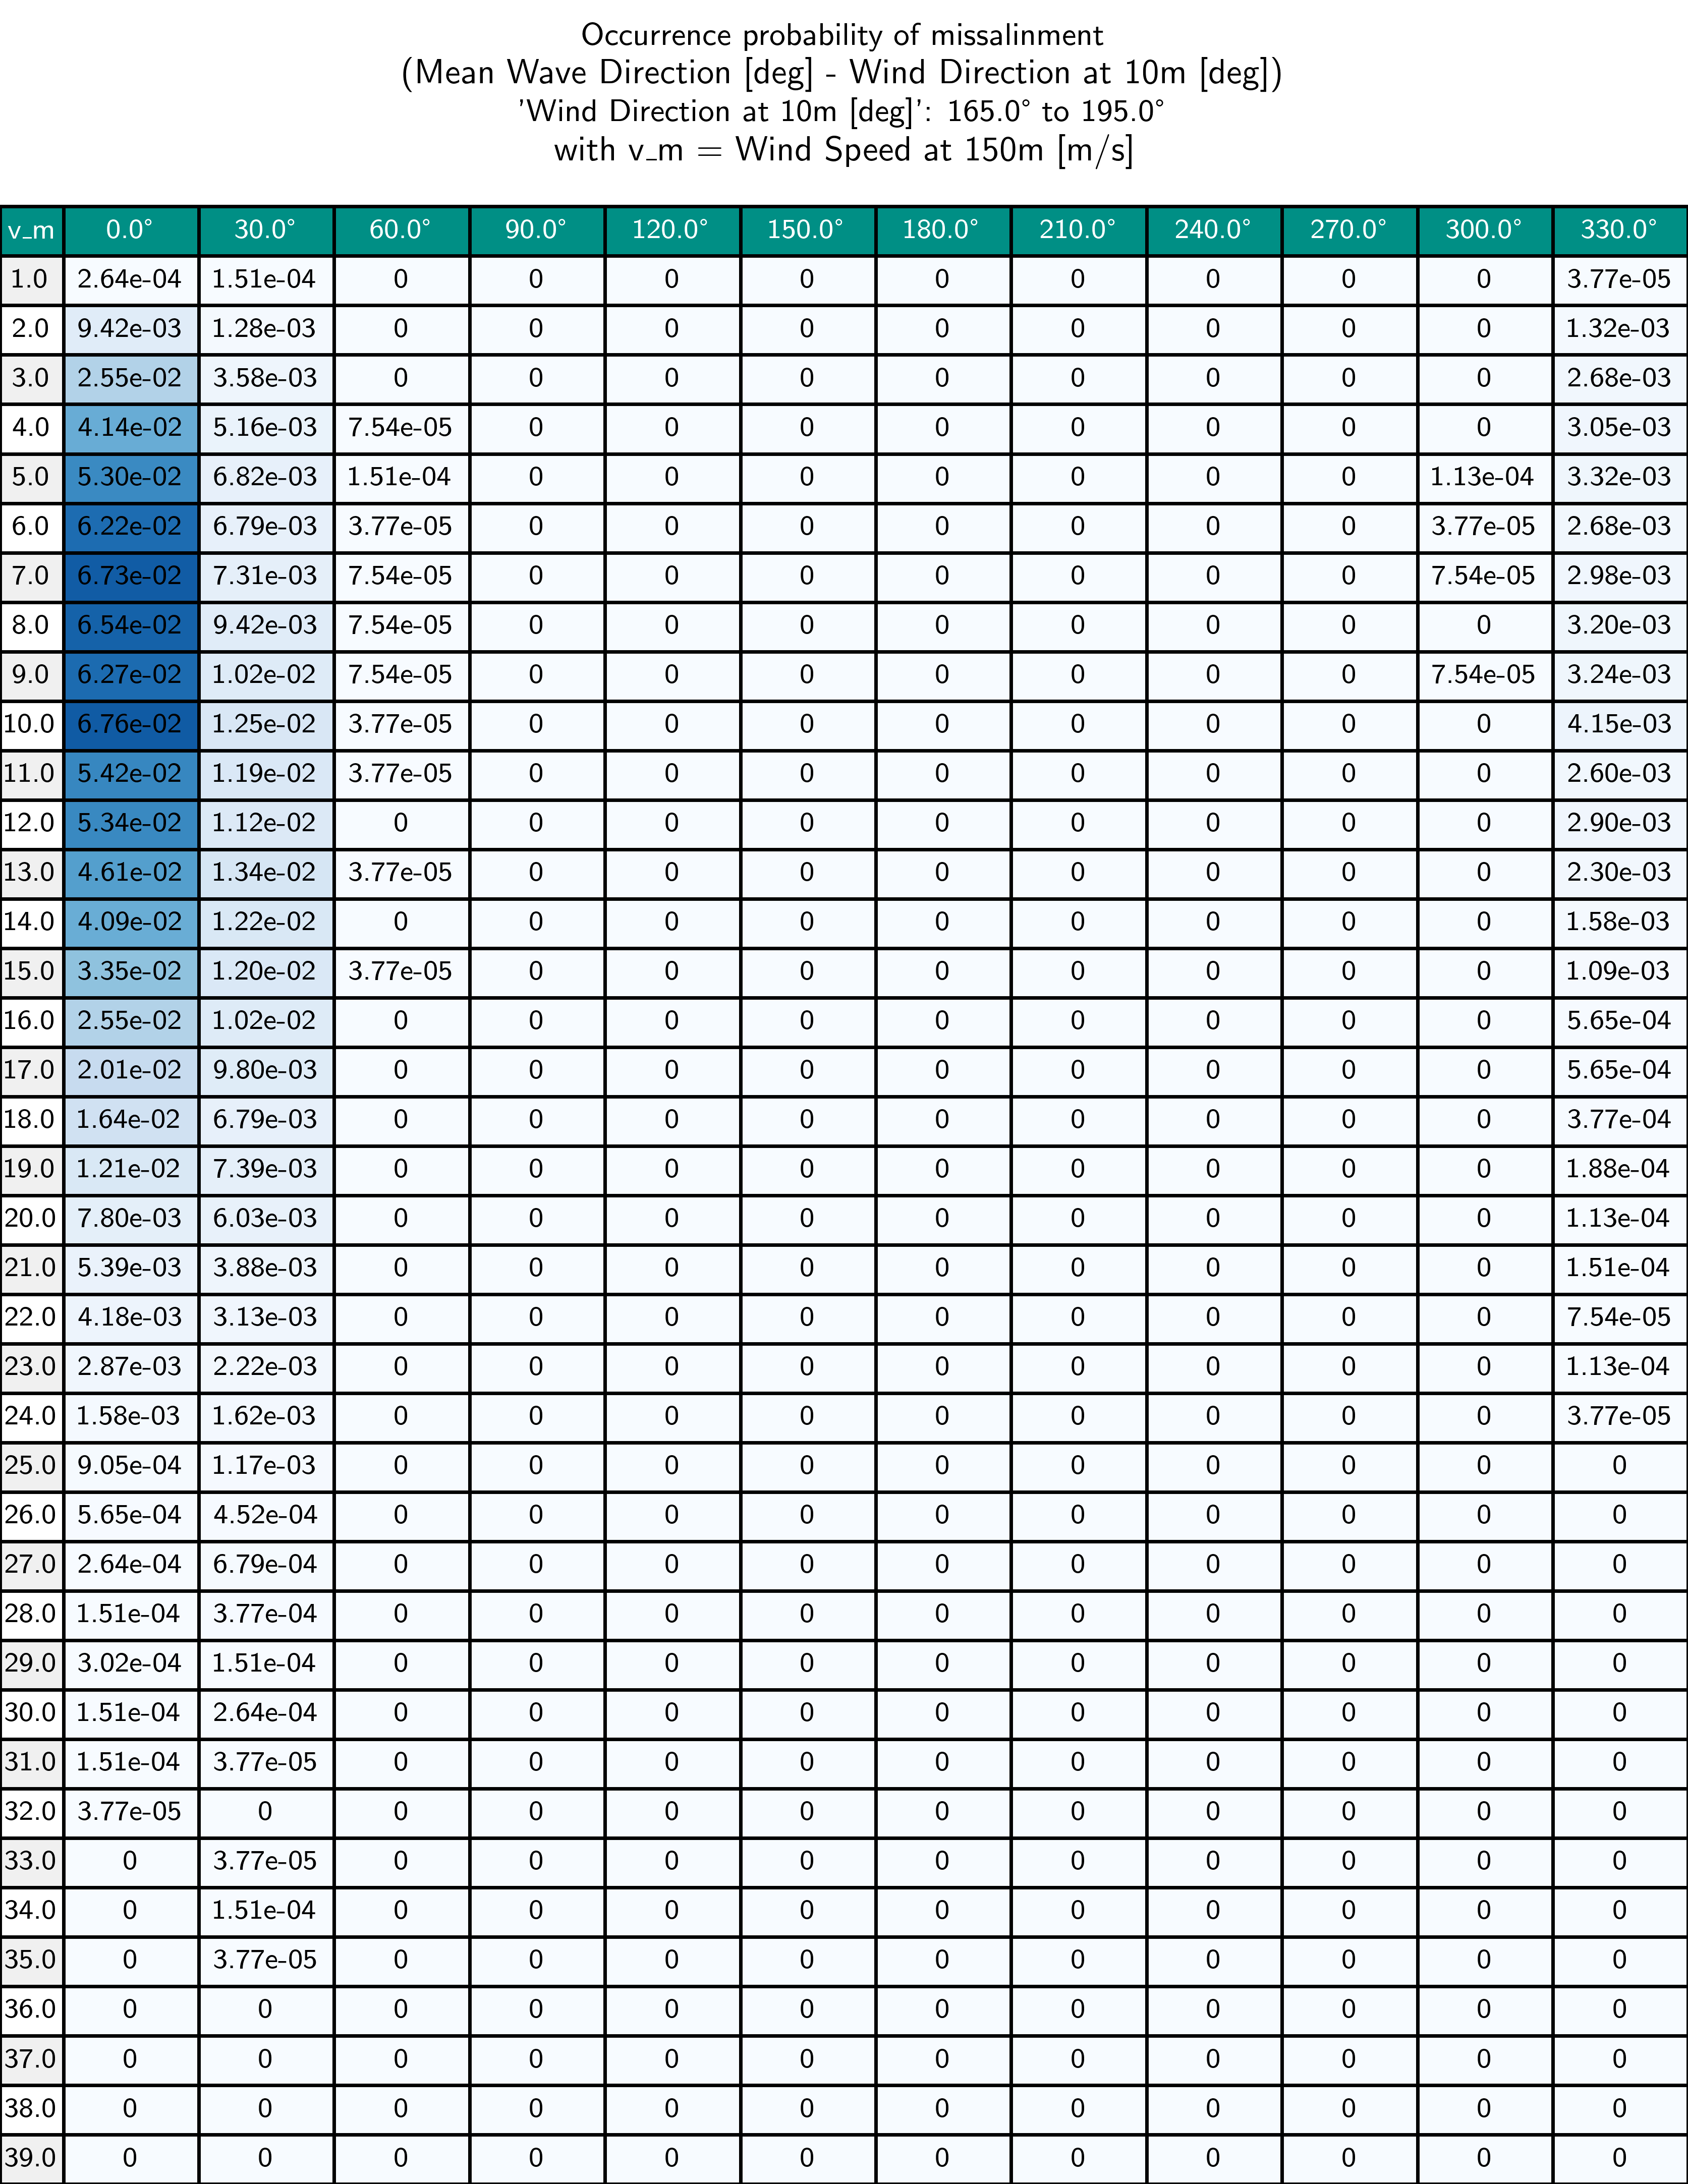 Occurrence probability of missalinment
(Mean Wave Direction [deg] - Wind Direction at 10m [deg])
'Wind Direction at 10m [deg]': 165.0° to 195.0°
with v_m = Wind Speed at 150m [m/s]
v_m 0.0° 30.0° 60.0° 90.0° 120.0° 150.0° 180.0° 210.0° 240.0° 270.0° 300.0° 330.0°
1.0 2.64e-04 1.51e-04 0 0 0 0 0 0 0 0 0 3.77e-05
2.0 9.42e-03 1.28e-03 0 0 0 0 0 0 0 0 0 1.32e-03
3.0 2.55e-02 3.58e-03 0 0 0 0 0 0 0 0 0 2.68e-03
4.0 4.14e-02 5.16e-03 7.54e-05 0 0 0 0 0 0 0 0 3.05e-03
5.0 5.30e-02 6.82e-03 1.51e-04 0 0 0 0 0 0 0 1.13e-04 3.32e-03
6.0 6.22e-02 6.79e-03 3.77e-05 0 0 0 0 0 0 0 3.77e-05 2.68e-03
7.0 6.73e-02 7.31e-03 7.54e-05 0 0 0 0 0 0 0 7.54e-05 2.98e-03
8.0 6.54e-02 9.42e-03 7.54e-05 0 0 0 0 0 0 0 0 3.20e-03
9.0 6.27e-02 1.02e-02 7.54e-05 0 0 0 0 0 0 0 7.54e-05 3.24e-03
10.0 6.76e-02 1.25e-02 3.77e-05 0 0 0 0 0 0 0 0 4.15e-03
11.0 5.42e-02 1.19e-02 3.77e-05 0 0 0 0 0 0 0 0 2.60e-03
12.0 5.34e-02 1.12e-02 0 0 0 0 0 0 0 0 0 2.90e-03
13.0 4.61e-02 1.34e-02 3.77e-05 0 0 0 0 0 0 0 0 2.30e-03
14.0 4.09e-02 1.22e-02 0 0 0 0 0 0 0 0 0 1.58e-03
15.0 3.35e-02 1.20e-02 3.77e-05 0 0 0 0 0 0 0 0 1.09e-03
16.0 2.55e-02 1.02e-02 0 0 0 0 0 0 0 0 0 5.65e-04
17.0 2.01e-02 9.80e-03 0 0 0 0 0 0 0 0 0 5.65e-04
18.0 1.64e-02 6.79e-03 0 0 0 0 0 0 0 0 0 3.77e-04
19.0 1.21e-02 7.39e-03 0 0 0 0 0 0 0 0 0 1.88e-04
20.0 7.80e-03 6.03e-03 0 0 0 0 0 0 0 0 0 1.13e-04
21.0 5.39e-03 3.88e-03 0 0 0 0 0 0 0 0 0 1.51e-04
22.0 4.18e-03 3.13e-03 0 0 0 0 0 0 0 0 0 7.54e-05
23.0 2.87e-03 2.22e-03 0 0 0 0 0 0 0 0 0 1.13e-04
24.0 1.58e-03 1.62e-03 0 0 0 0 0 0 0 0 0 3.77e-05
25.0 9.05e-04 1.17e-03 0 0 0 0 0 0 0 0 0 0
26.0 5.65e-04 4.52e-04 0 0 0 0 0 0 0 0 0 0
27.0 2.64e-04 6.79e-04 0 0 0 0 0 0 0 0 0 0
28.0 1.51e-04 3.77e-04 0 0 0 0 0 0 0 0 0 0
29.0 3.02e-04 1.51e-04 0 0 0 0 0 0 0 0 0 0
30.0 1.51e-04 2.64e-04 0 0 0 0 0 0 0 0 0 0
31.0 1.51e-04 3.77e-05 0 0 0 0 0 0 0 0 0 0
32.0 3.77e-05 0 0 0 0 0 0 0 0 0 0 0
33.0 0 3.77e-05 0 0 0 0 0 0 0 0 0 0
34.0 0 1.51e-04 0 0 0 0 0 0 0 0 0 0
35.0 0 3.77e-05 0 0 0 0 0 0 0 0 0 0
36.0 0 0 0 0 0 0 0 0 0 0 0 0
37.0 0 0 0 0 0 0 0 0 0 0 0 0
38.0 0 0 0 0 0 0 0 0 0 0 0 0
39.0 0 0 0 0 0 0 0 0 0 0 0 0